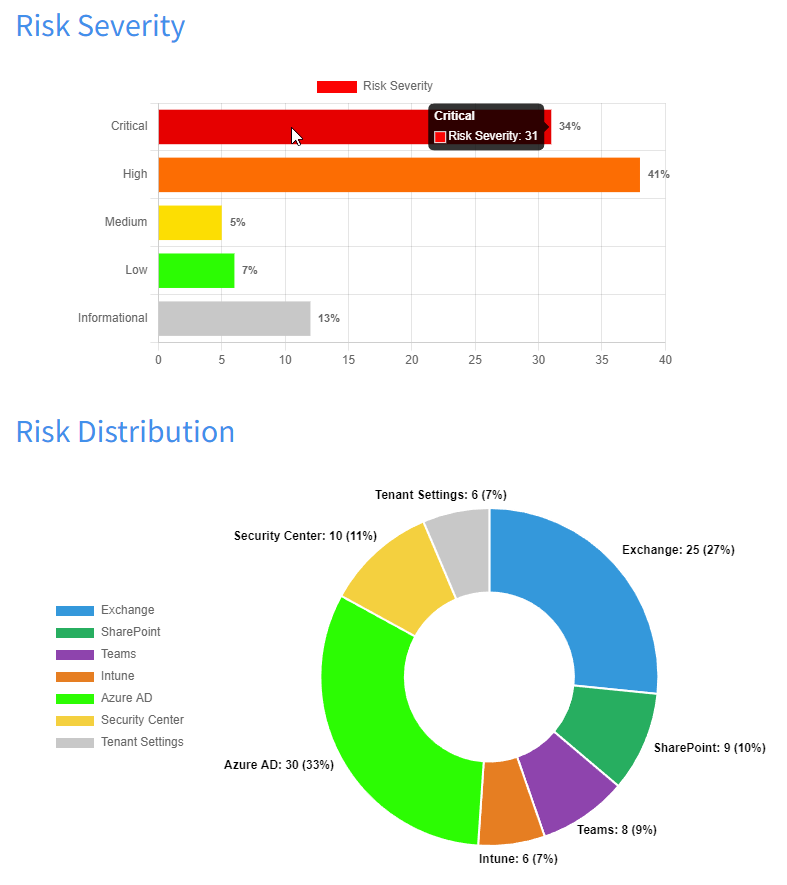 Risk Severity
Risk Severity
Critical
Critical
Risk Severity: 31
34%
High
41%
Medium
5%
Low
7%
Informational
13%
0 5 10 15 20 25 30 35 40
Risk Distribution
Tenant Settings: 6 (7%)
Security Center: 10 (11%)
Exchange: 25 (27%)
Exchange
SharePoint
Teams
Intune
Azure AD
Security Center
Tenant Settings
SharePoint: 9 (10%)
Azure AD: 30 (33%)
Teams: 8 (9%)
Intune: 6 (7%)